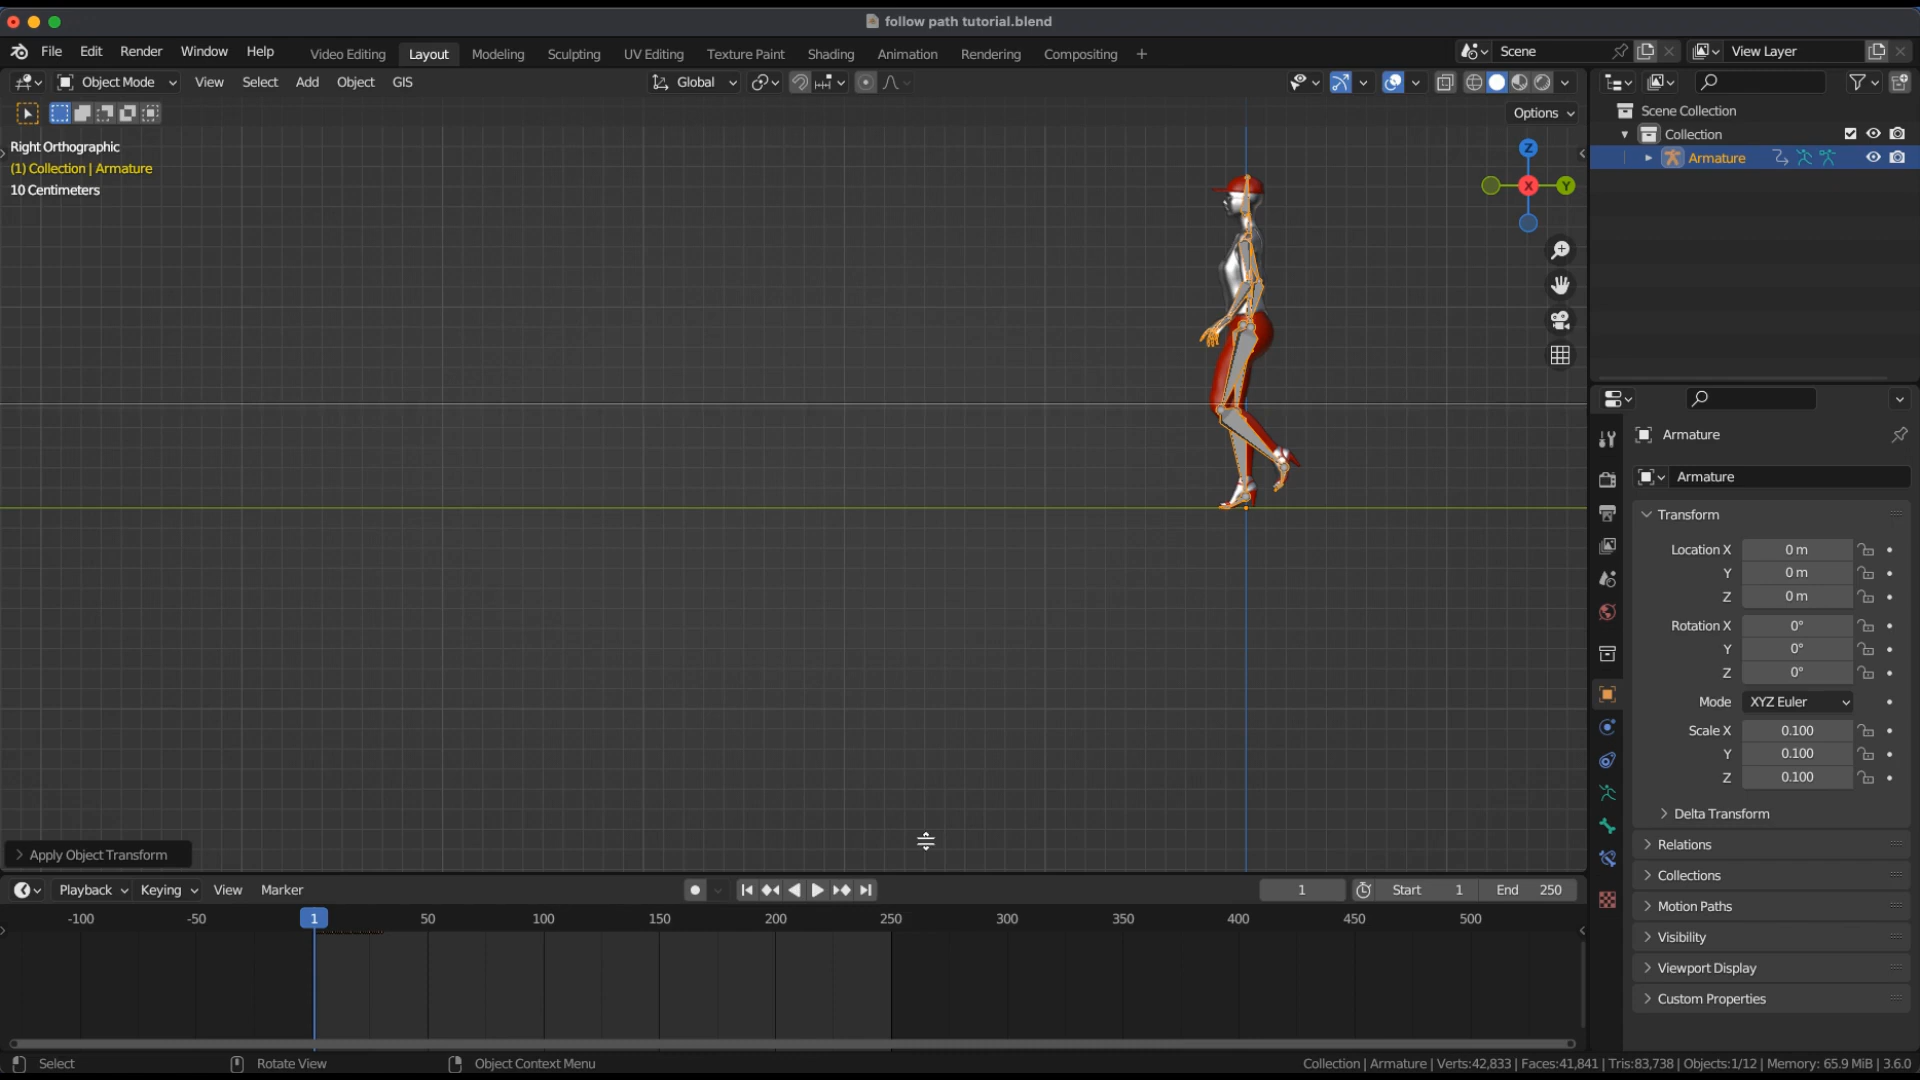 follow path tutorial.blend
File Edit Render Window Help Video Editing Layout Modeling Sculpting UV Editing Texture Paint Shading Animation Rendering Compositing + Scene View Layer
Object Mode View Select Add Object GIS Global
Options
Right Orthographic
(1) Collection | Armature
10 Centimeters
Z
X
Y
Scene Collection
Collection
Armature
Armature
Armature
Transform
Location X 0 m
Y 0 m
Z 0 m
Rotation X 0°
Y 0°
Z 0°
Mode XYZ Euler
Scale X 0.100
Y 0.100
Z 0.100
Delta Transform
Relations
Collections
Motion Paths
Visibility
Viewport Display
Custom Properties
Apply Object Transform
Playback Keying View Marker 1 Start 1 End 250
-100 -50 1 50 100 150 200 250 300 350 400 450 500
Select Rotate View Object Context Menu Collection | Armature | Verts:42,833 | Faces:41,841 | Tris:83,738 | Objects:1/12 | Memory: 65.9 MiB | 3.6.0